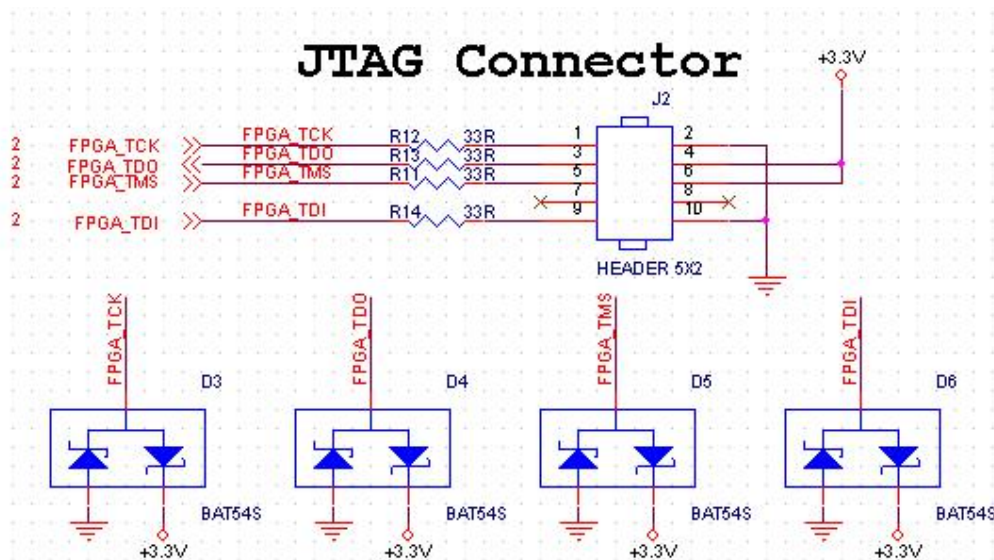 JTAG Connector
+3.3V
J2
2 FPGA_TCK FPGA_TCK R12 33R 1 2
2 FPGA_TDO FPGA_TDO R13 33R 3 4
2 FPGA_TMS FPGA_TMS R11 33R 5 6
7 8
2 FPGA_TDI FPGA_TDI R14 33R 9 10
HEADER 5X2
FPGA_TCK FPGA_TDO FPGA_TMS FPGA_TDI
D3 D4 D5 D6
BAT54S BAT54S BAT54S BAT54S
+3.3V +3.3V +3.3V +3.3V